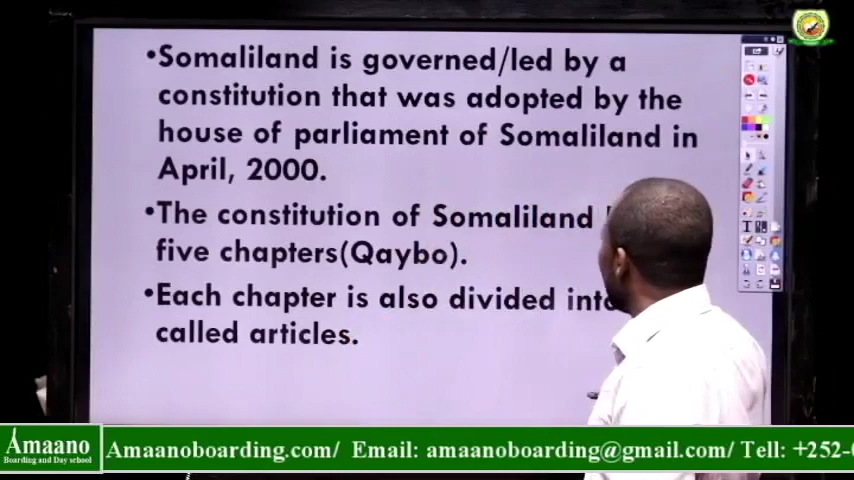 •Somaliland is governed/led by a
constitution that was adopted by the
house of parliament of Somaliland in
April, 2000.
•The constitution of Somaliland
five chapters(Qaybo).
•Each chapter is also divided into
called articles.
Amaano
Boarding and Day school
Amaanoboarding.com/ Email: amaanoboarding@gmail.com/ Tell: +252-